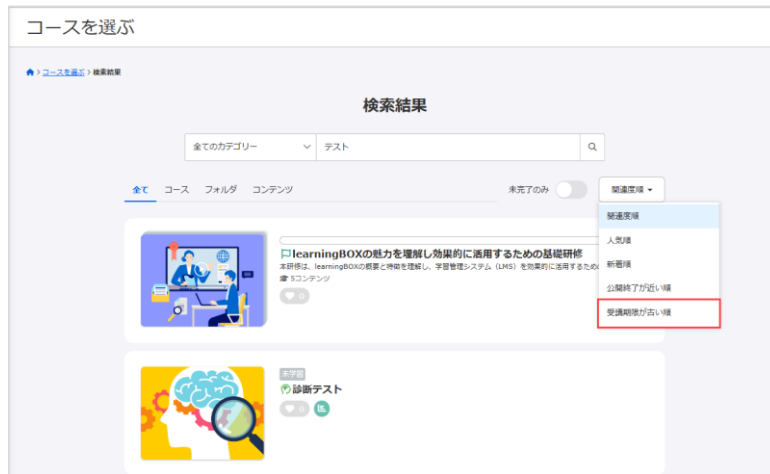 コースを選ぶ
コースを選ぶ 検索結果
検索結果
全てのカテゴリー テスト
全て コース フォルダ コンテンツ 未完了のみ 関連度順
関連度順
人気順
新着順
公開終了が近い順
受講期限が古い順
learningBOXの魅力を理解し効果的に活用するための基礎研修
本研修は、learningBOXの概要と特徴を理解し、学習管理システム（LMS）を効果的に活用するため
5コンテンツ
0
未学習
診断テスト
0